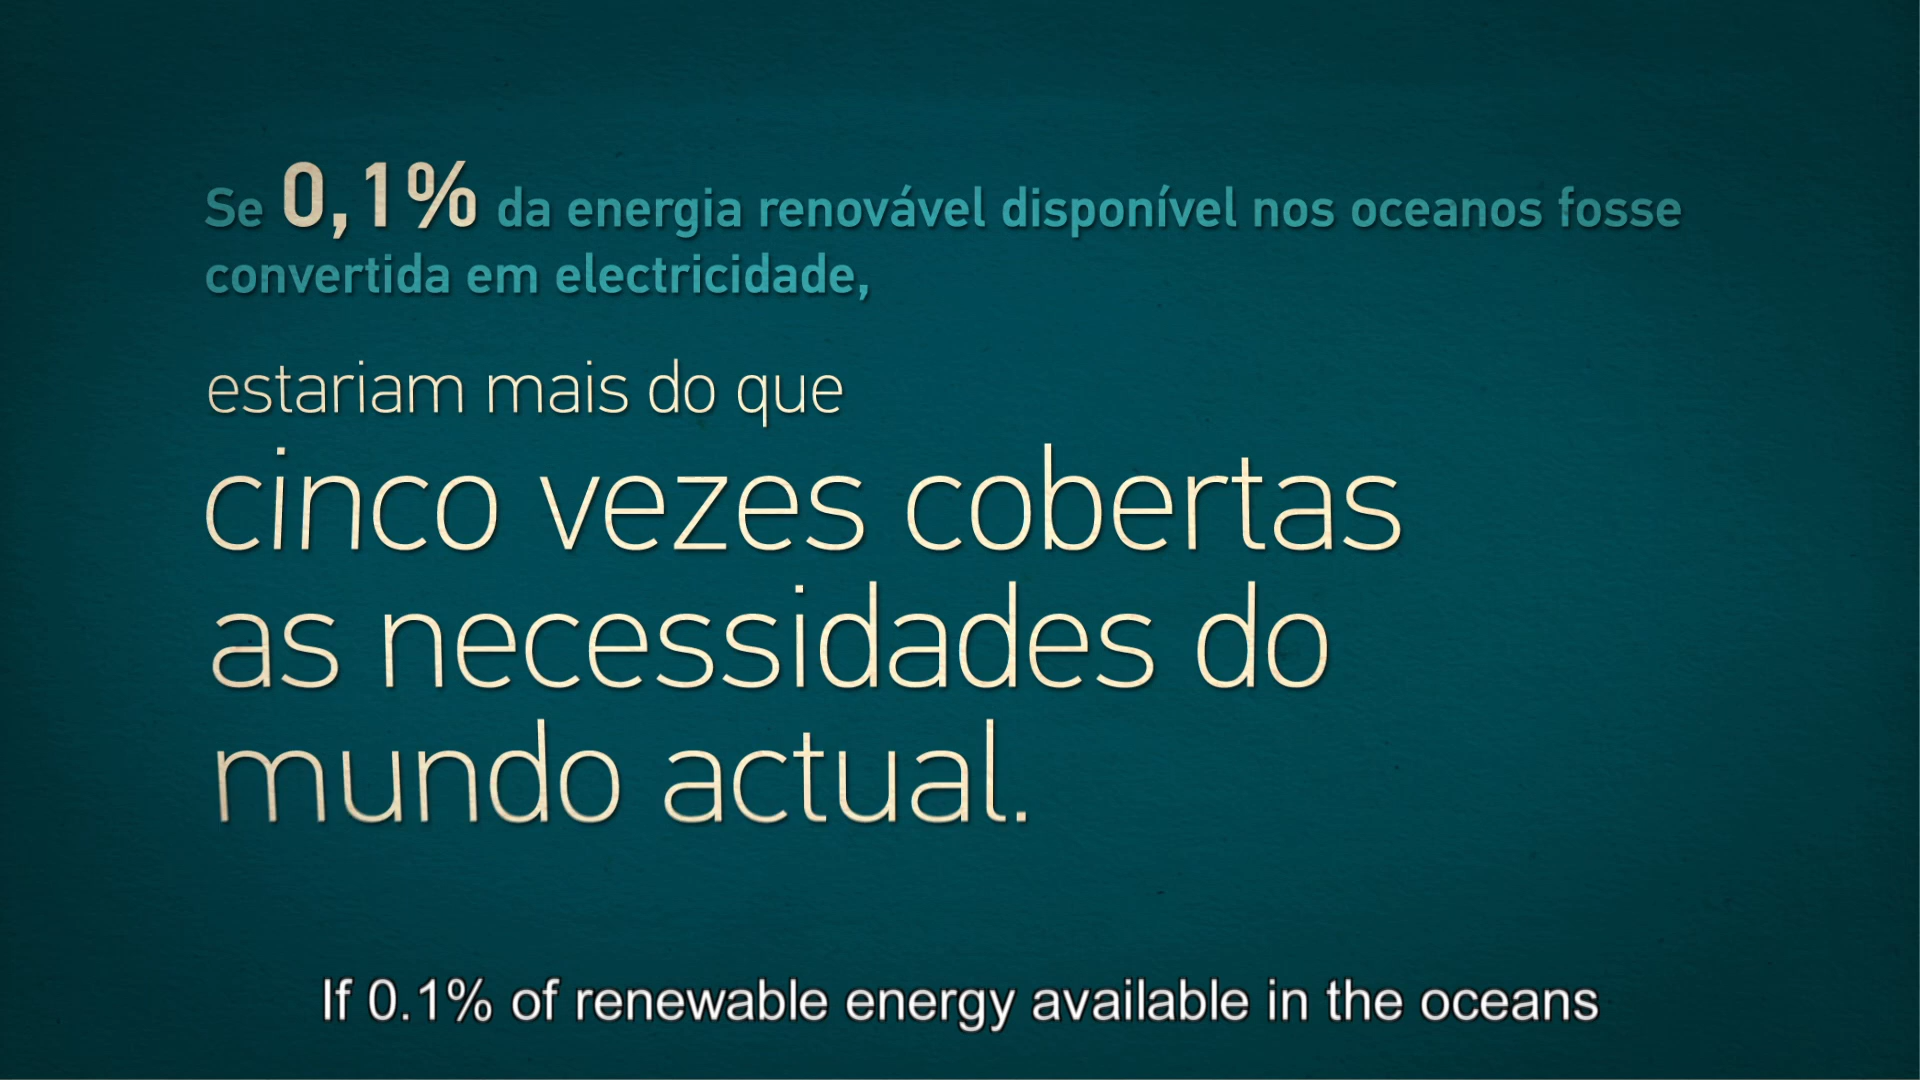 Se 0,1% da energia renovável disponível nos oceanos fosse
convertida em electricidade,
estariam mais do que
cinco vezes cobertas
as necessidades do
mundo actual.
If 0.1% of renewable energy available in the oceans